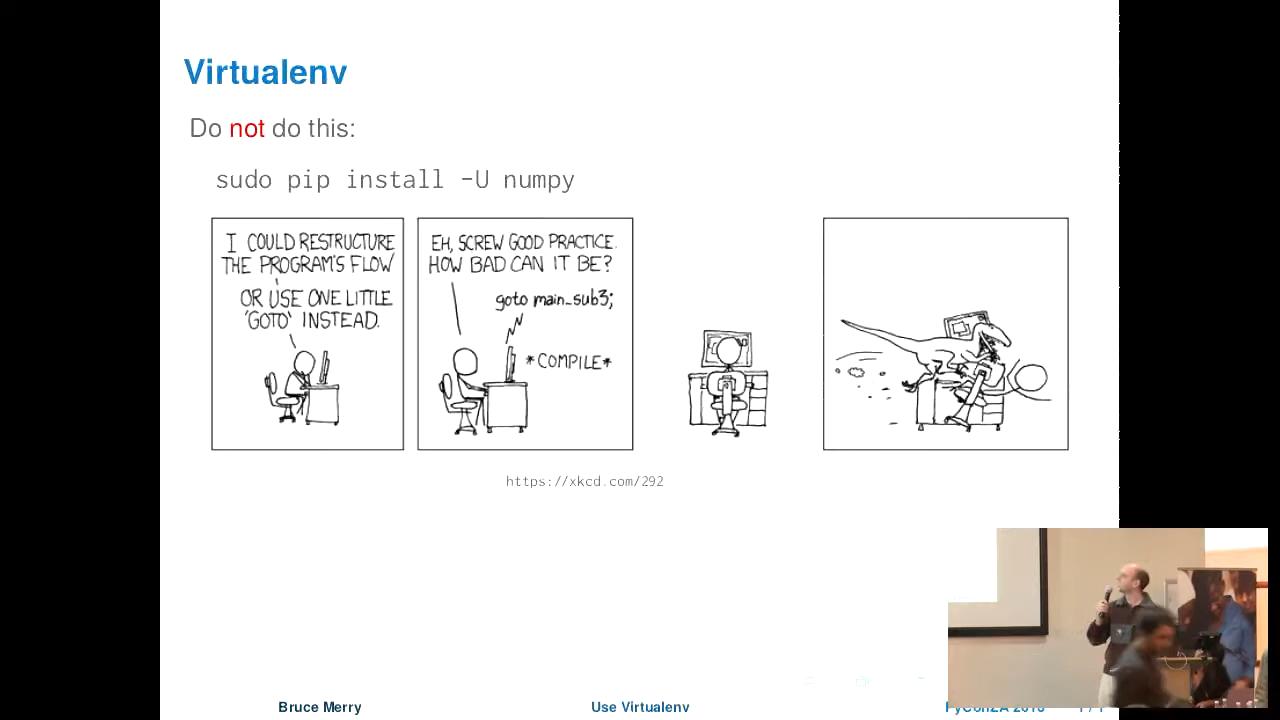 Virtualenv
Do not do this:
sudo pip install -U numpy
I COULD RESTRUCTURE
THE PROGRAM'S FLOW
OR USE ONE LITTLE
'GOTO' INSTEAD.
EH, SCREW GOOD PRACTICE.
HOW BAD CAN IT BE?
goto main_sub3;
*COMPILE*
https://xkcd.com/292
Bruce Merry
Use Virtualenv